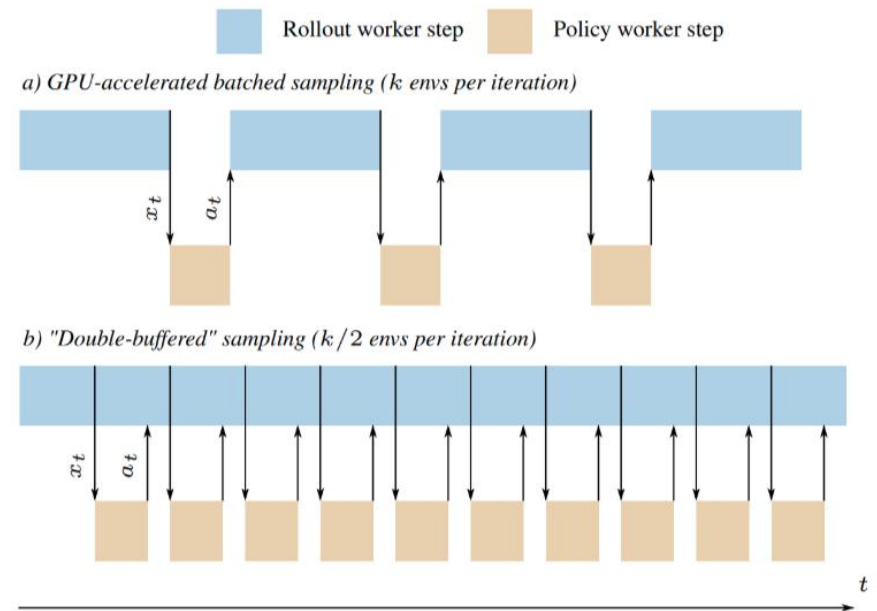 Rollout worker step Policy worker step
a) GPU-accelerated batched sampling (k envs per iteration)
x_t a_t
b) "Double-buffered" sampling (k/2 envs per iteration)
x_t a_t
t